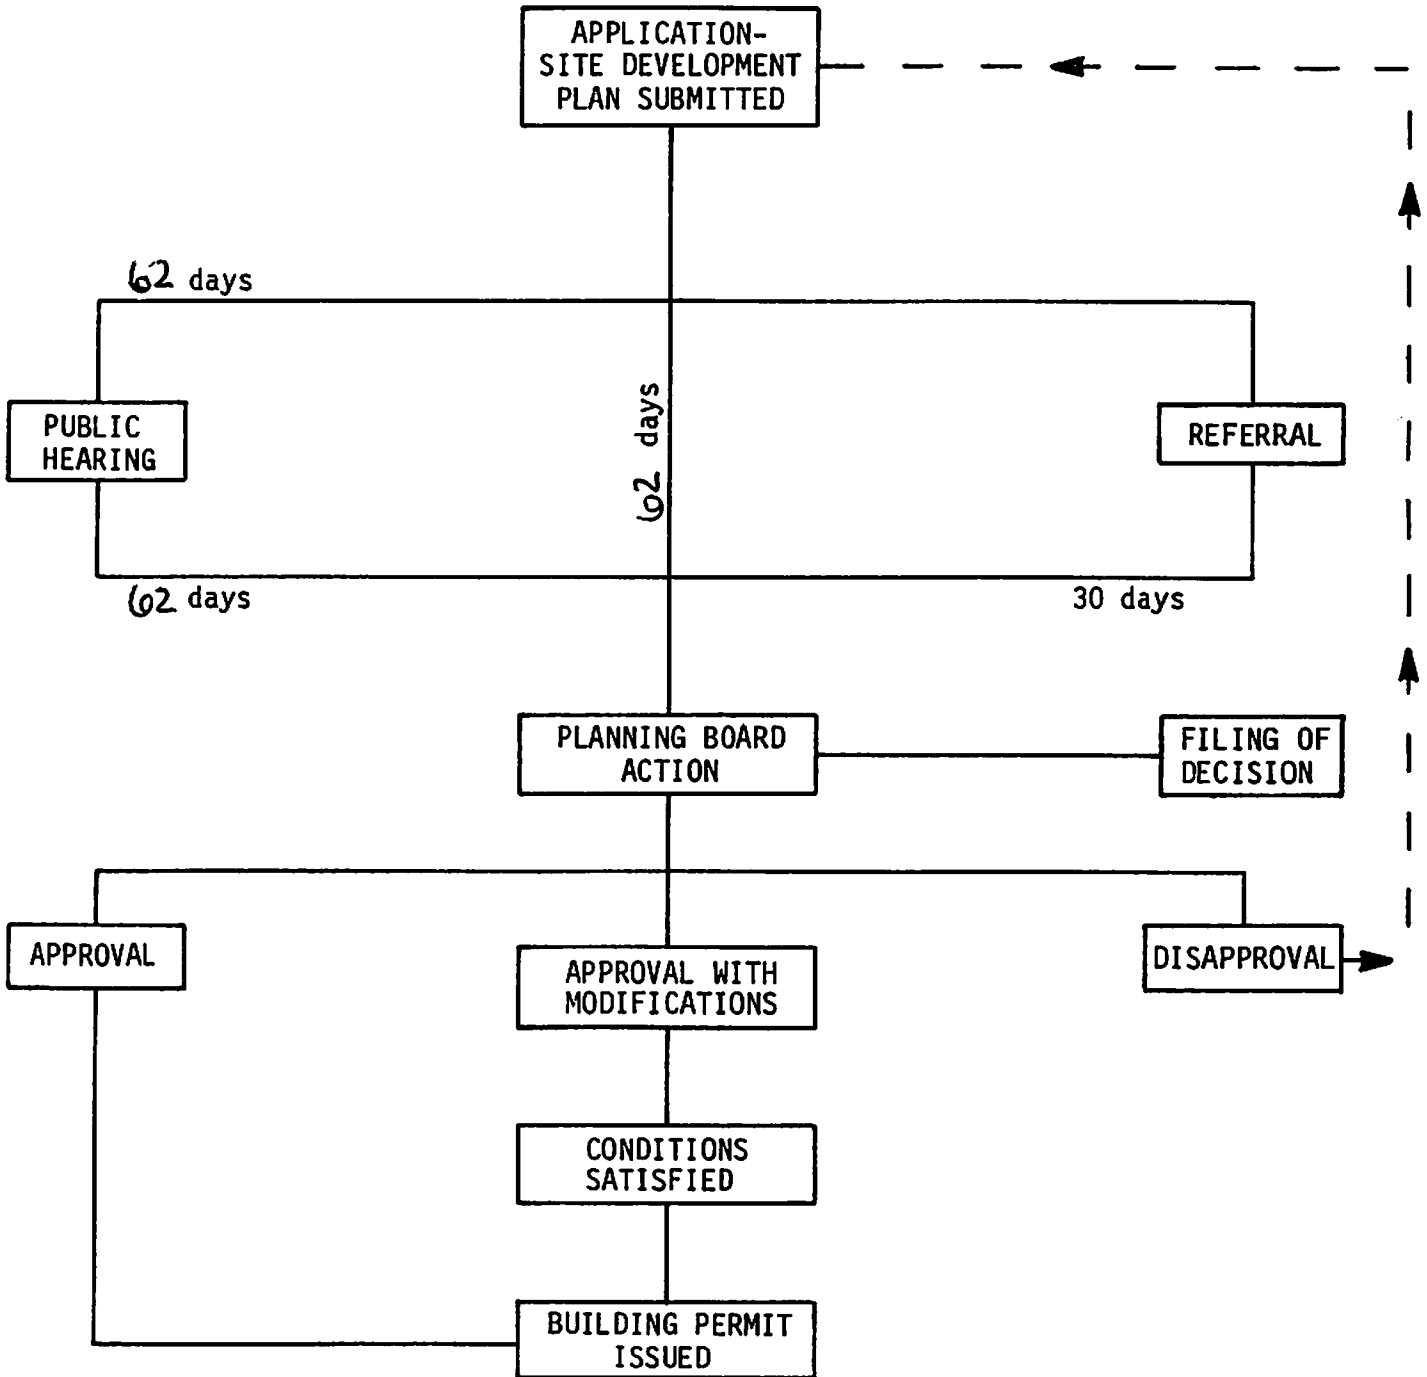 APPLICATION-
SITE DEVELOPMENT
PLAN SUBMITTED
62 days
PUBLIC
HEARING
62 days
REFERRAL
62 days
30 days
PLANNING BOARD
ACTION
FILING OF
DECISION
APPROVAL
APPROVAL WITH
MODIFICATIONS
DISAPPROVAL
CONDITIONS
SATISFIED
BUILDING PERMIT
ISSUED